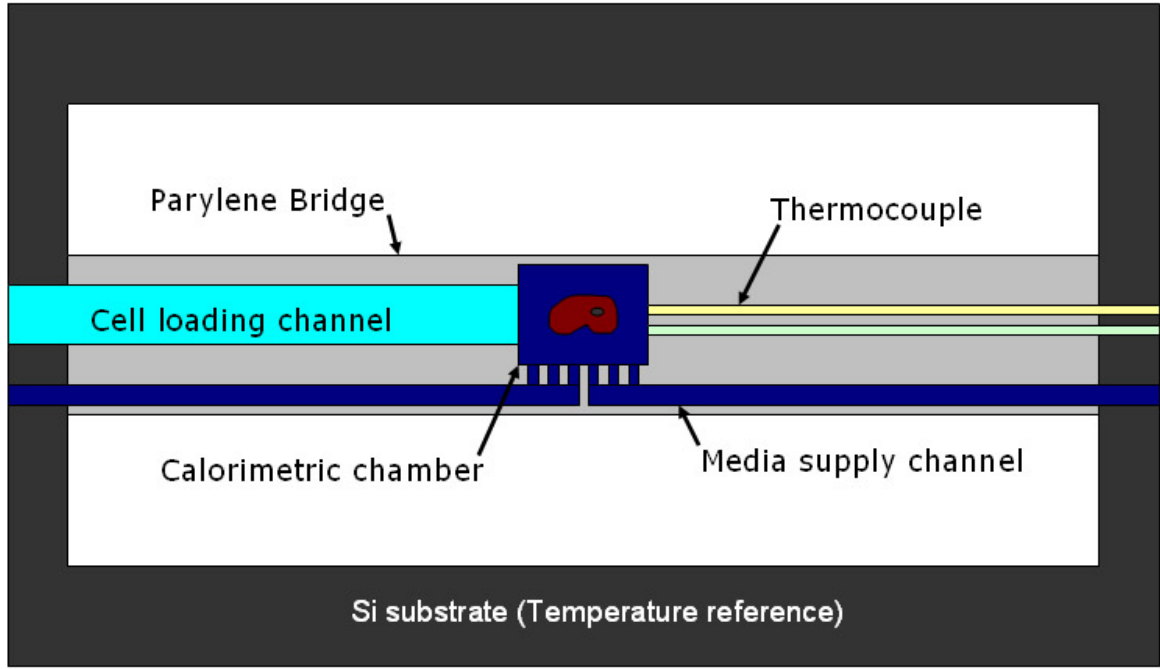 Parylene Bridge
Thermocouple
Cell loading channel
Calorimetric chamber
Media supply channel
Si substrate (Temperature reference)